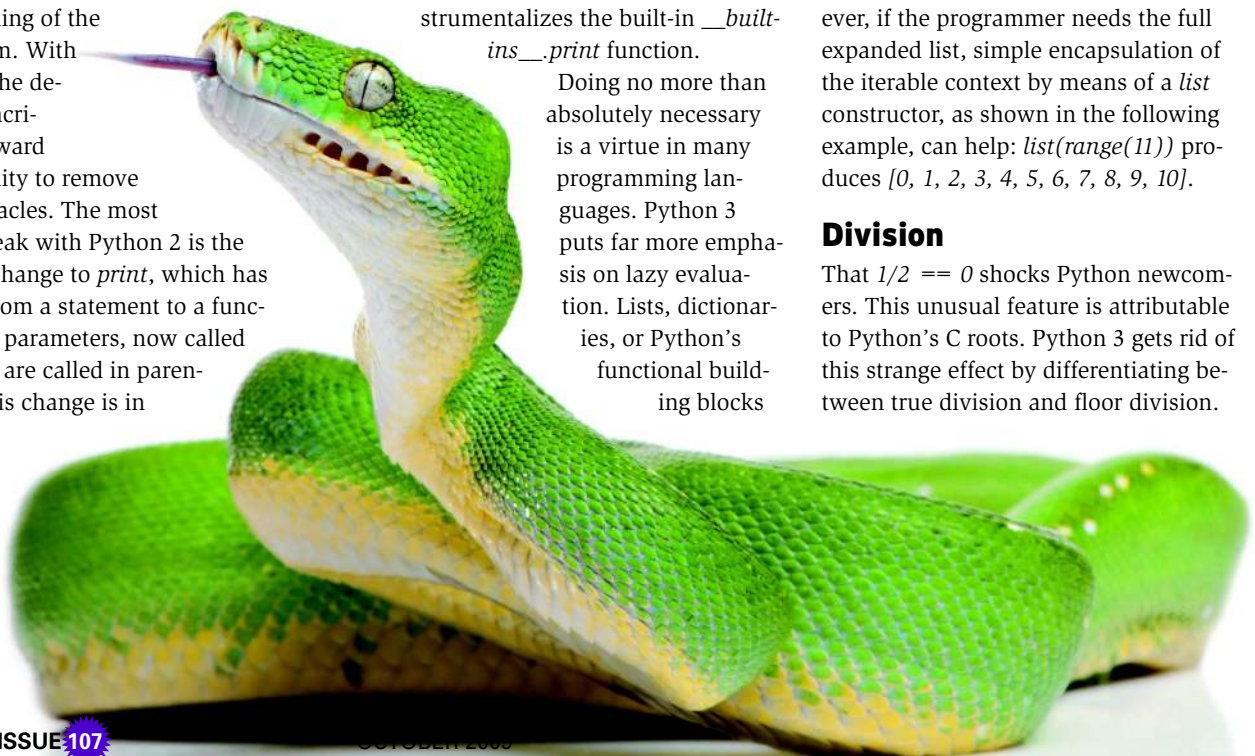 ing of the
m. With
he de-
cri-
ward
lity to remove
acles. The most
eak with Python 2 is the
hange to print, which has
om a statement to a func-
parameters, now called
are called in paren-
is change is in
strumentalizes the built-in __built-
ins__.print function.
Doing no more than
absolutely necessary
is a virtue in many
programming lan-
guages. Python 3
puts far more empha-
sis on lazy evalua-
tion. Lists, dictionar-
ies, or Python's
functional build-
ing blocks
ever, if the programmer needs the full
expanded list, simple encapsulation of
the iterable context by means of a list
constructor, as shown in the following
example, can help: list(range(11)) pro-
duces [0, 1, 2, 3, 4, 5, 6, 7, 8, 9, 10].
Division
That 1/2 == 0 shocks Python newcom-
ers. This unusual feature is attributable
to Python's C roots. Python 3 gets rid of
this strange effect by differentiating be-
tween true division and floor division.
ISSUE 107
OCTOBER 2009